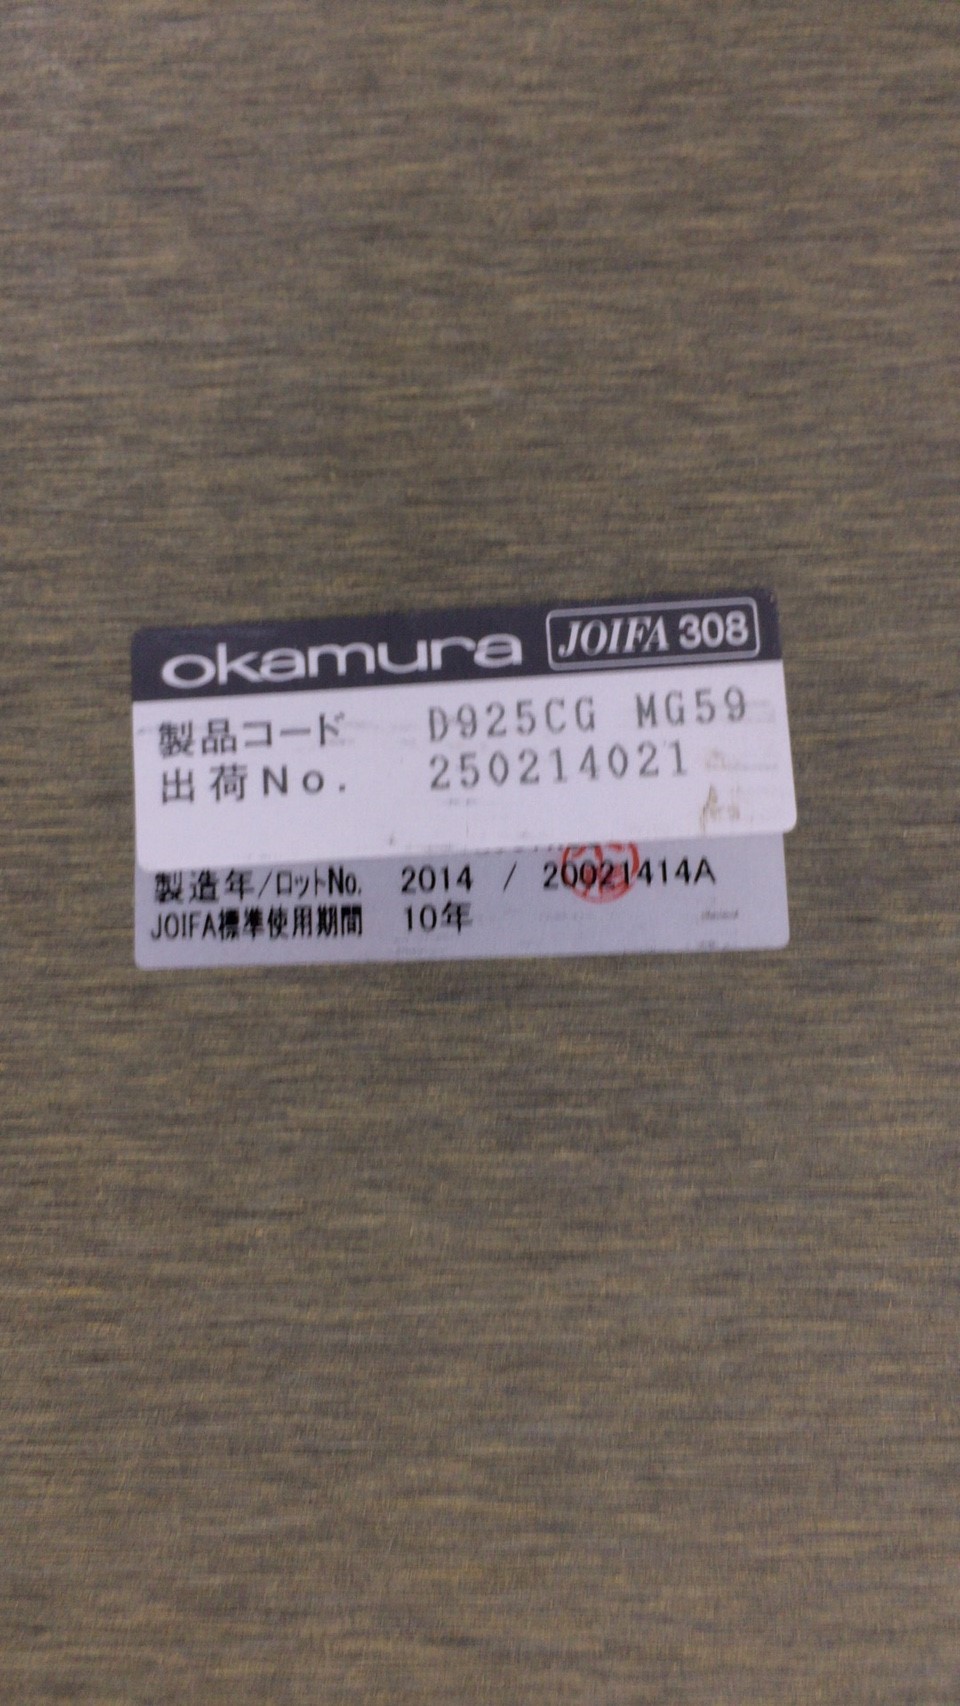 okamura JOIFA 308
製品コード D925CG MG59
出荷No. 250214021
製造年/ロットNo. 2014 / 20021414A
JOIFA標準使用期間 10年